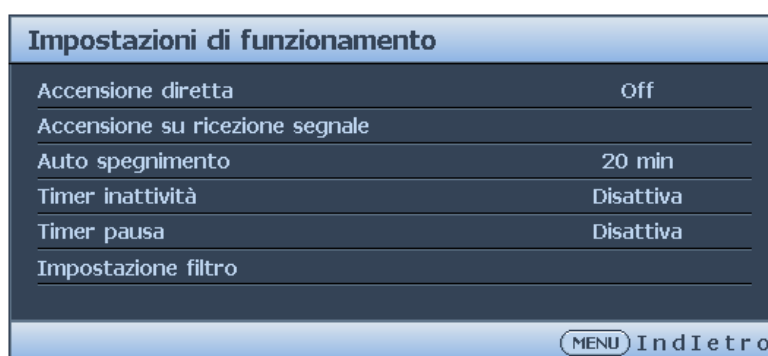 Impostazioni di funzionamento
Accensione diretta Off
Accensione su ricezione segnale
Auto spegnimento 20 min
Timer inattività Disattiva
Timer pausa Disattiva
Impostazione filtro
MENU IndIetro